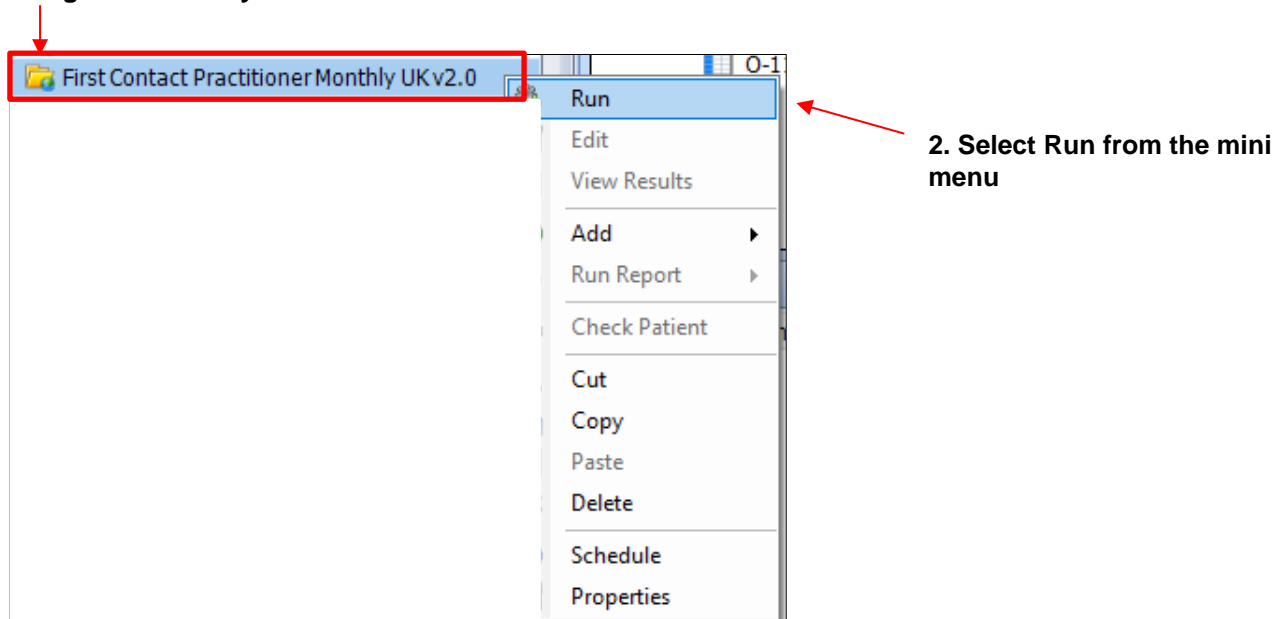 First Contact Practitioner Monthly UK v2.0
Run
Edit
View Results
Add
Run Report
Check Patient
Cut
Copy
Paste
Delete
Schedule
Properties
2. Select Run from the mini
menu